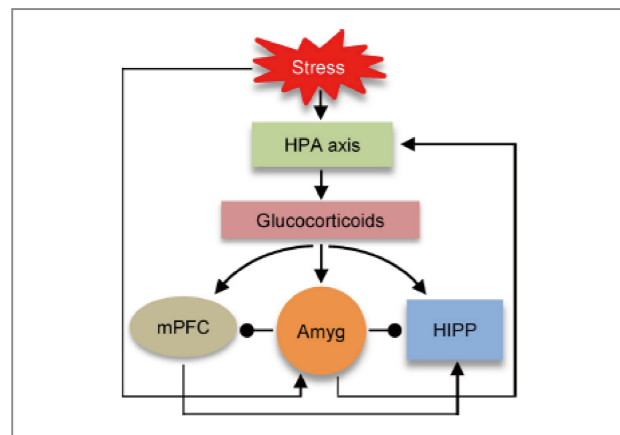 Stress
HPA axis
Glucocorticoids
mPFC
Amyg
HIPP